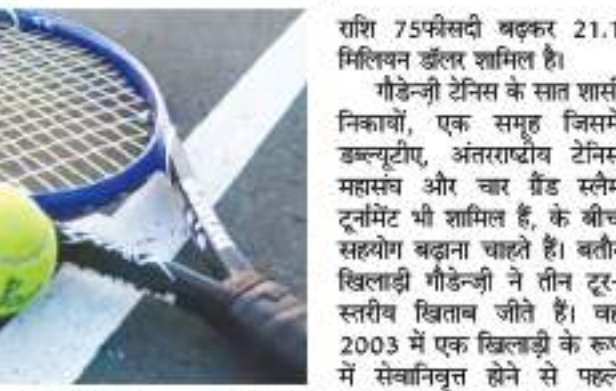 राशि 75फीसदी बढ़कर 21.1
मिलियन डॉलर शामिल है।
गौडेन्ज़ी टेनिस के सात शासी
निकायों, एक समूह जिसमें
डब्ल्यूटीए, अंतरराष्ट्रीय टेनिस
महासंघ और चार ग्रैंड स्लैम
टूर्नामेंट भी शामिल हैं, के बीच
सहयोग बढ़ाना चाहते हैं। बतौर
खिलाड़ी गौडेन्ज़ी ने तीन टूर-
स्तरीय खिताब जीते हैं। वह
2003 में एक खिलाड़ी के रूप
में सेवानिवृत्त होने से पहले